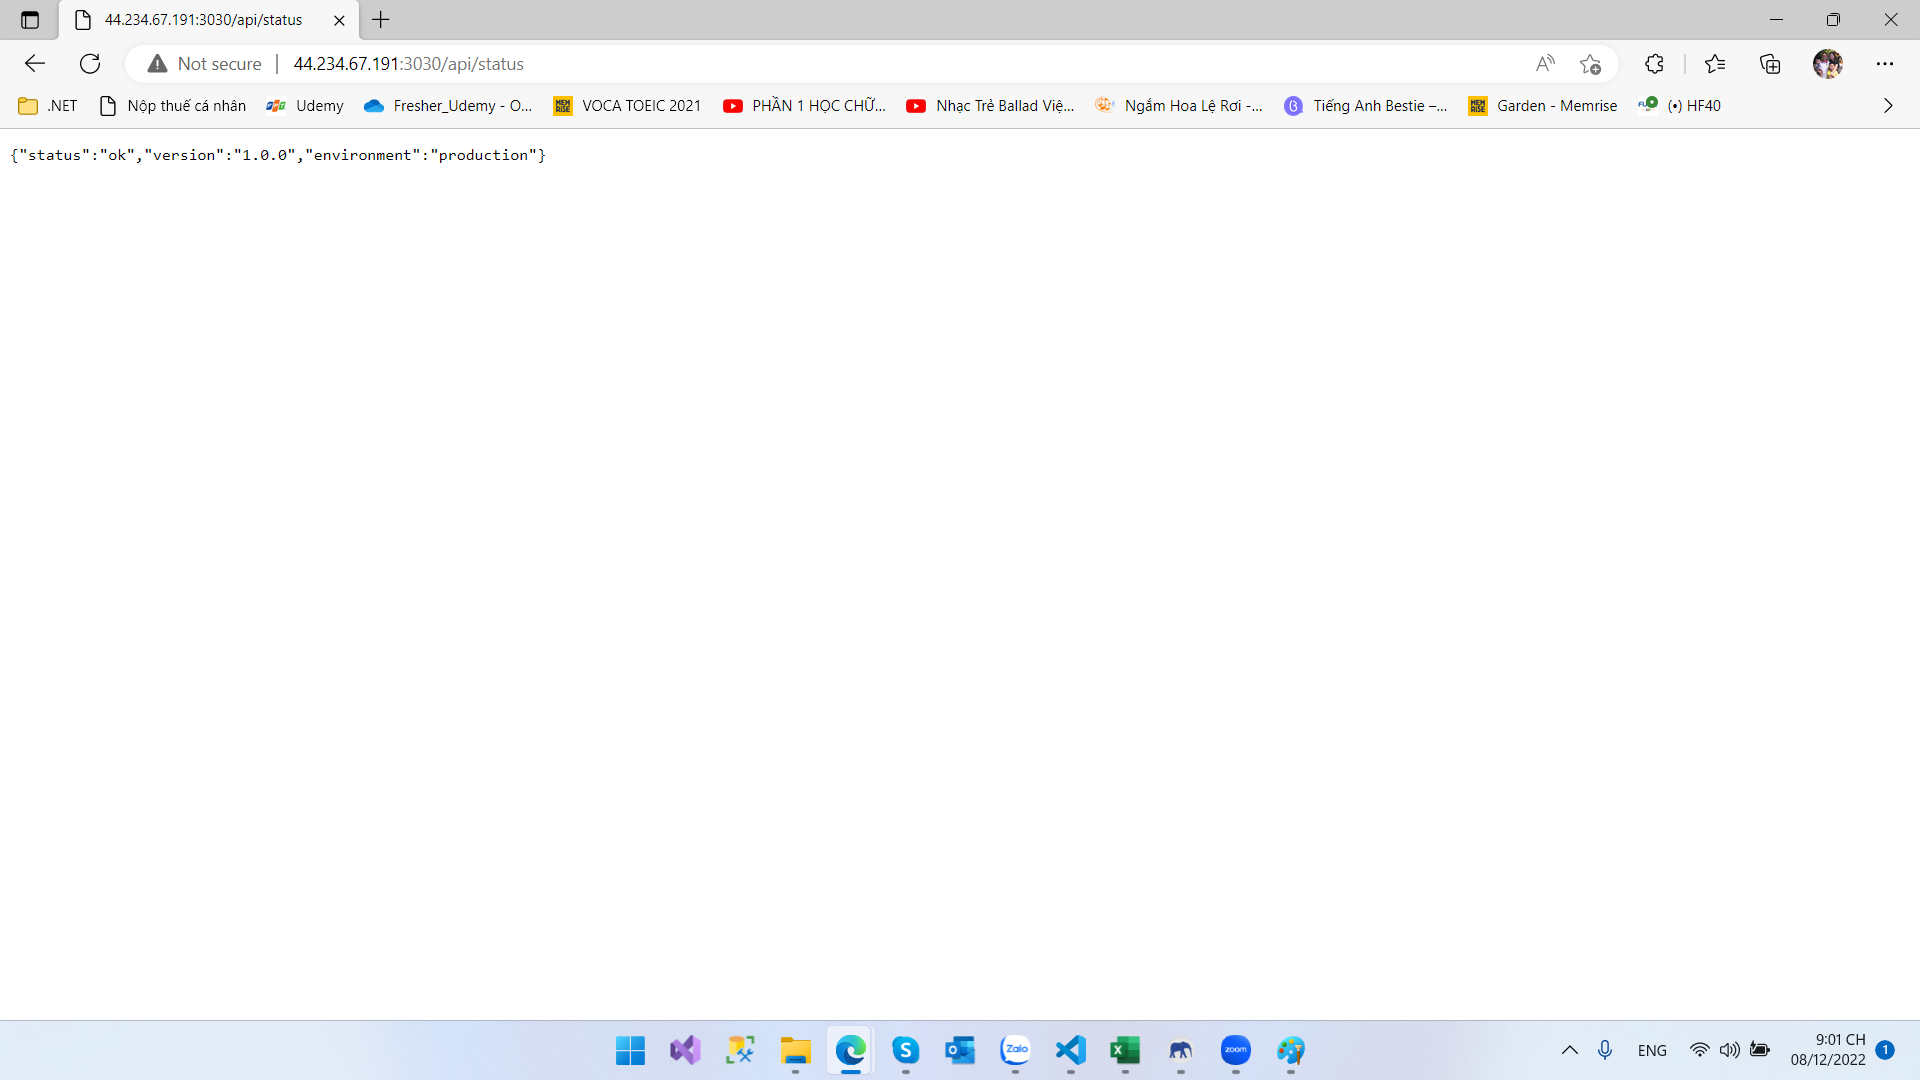 44.234.67.191:3030/api/status
Not secure 44.234.67.191:3030/api/status
.NET Nộp thuế cá nhân Udemy Fresher_Udemy - O... VOCA TOEIC 2021 PHẦN 1 HỌC CHỮ... Nhạc Trẻ Ballad Việ... Ngắm Hoa Lệ Rơi -... Tiếng Anh Bestie –... Garden - Memrise (•) HF40
{"status":"ok","version":"1.0.0","environment":"production"}
Zalo zoom ENG 9:01 CH 1
08/12/2022